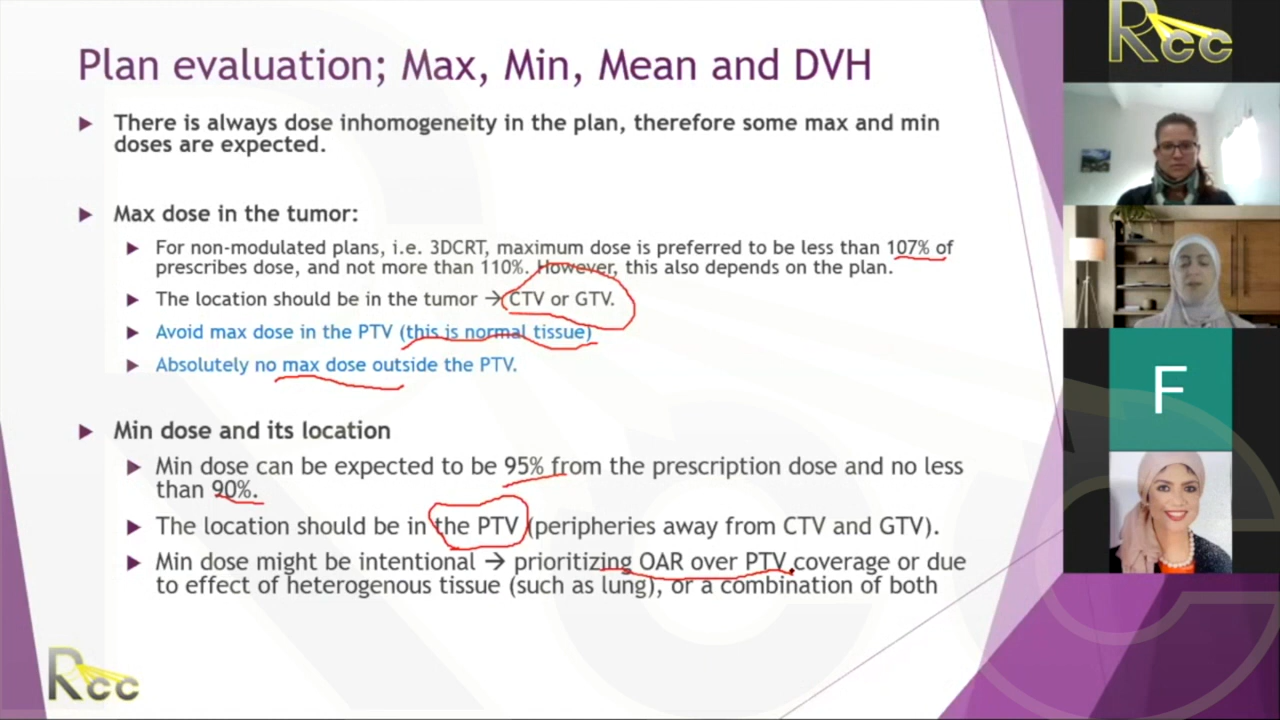 Plan evaluation; Max, Min, Mean and DVH
There is always dose inhomogeneity in the plan, therefore some max and min
doses are expected.
Max dose in the tumor:
For non-modulated plans, i.e. 3DCRT, maximum dose is preferred to be less than 107% of
prescribes dose, and not more than 110%. However, this also depends on the plan.
The location should be in the tumor → CTV or GTV.
Avoid max dose in the PTV (this is normal tissue)
Absolutely no max dose outside the PTV.
Min dose and its location
Min dose can be expected to be 95% from the prescription dose and no less
than 90%.
The location should be in the PTV (peripheries away from CTV and GTV).
Min dose might be intentional → prioritizing OAR over PTV coverage or due
to effect of heterogenous tissue (such as lung), or a combination of both
Rcc
Rcc
F